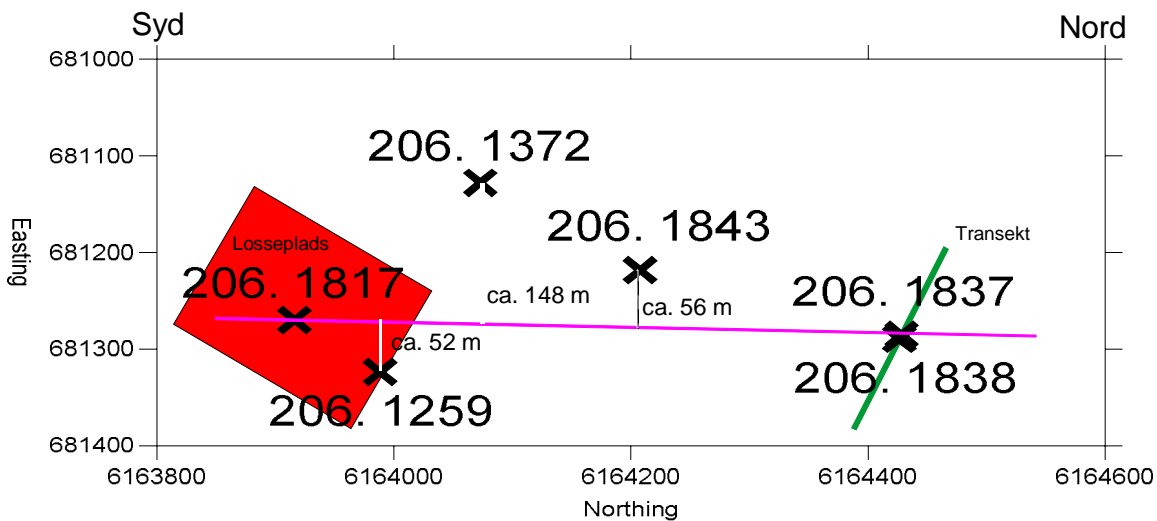 Syd
Nord
681000
681100
681200
681300
681400
Easting
206. 1372
206. 1843
Losseplads
Transekt
206. 1817
ca. 148 m
ca. 56 m
206. 1837
ca. 52 m
206. 1838
206. 1259
6163800
6164000
6164200
6164400
6164600
Northing